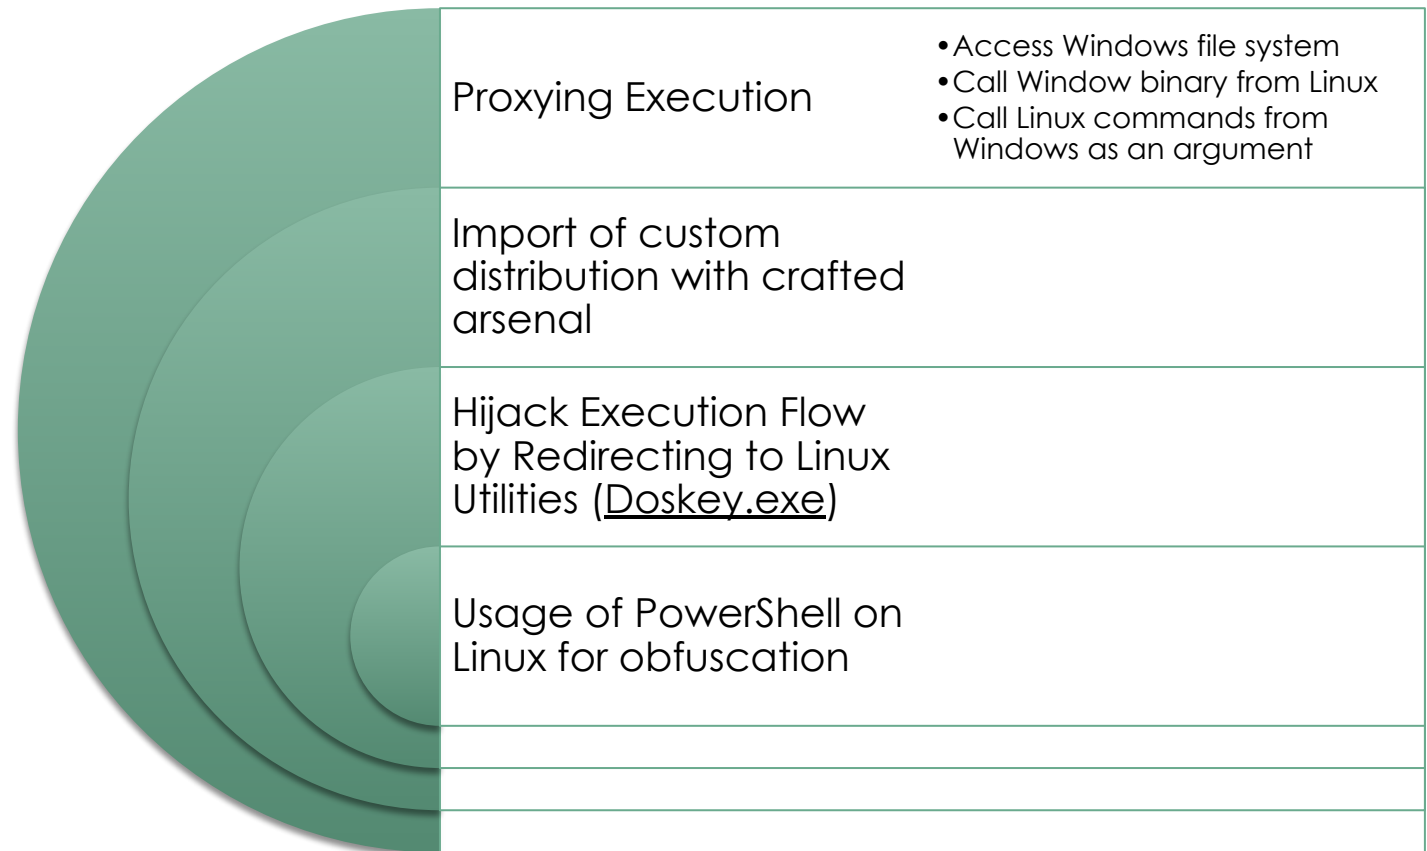 Proxying Execution
•Access Windows file system
•Call Window binary from Linux
•Call Linux commands from
Windows as an argument
Import of custom
distribution with crafted
arsenal
Hijack Execution Flow
by Redirecting to Linux
Utilities (Doskey.exe)
Usage of PowerShell on
Linux for obfuscation